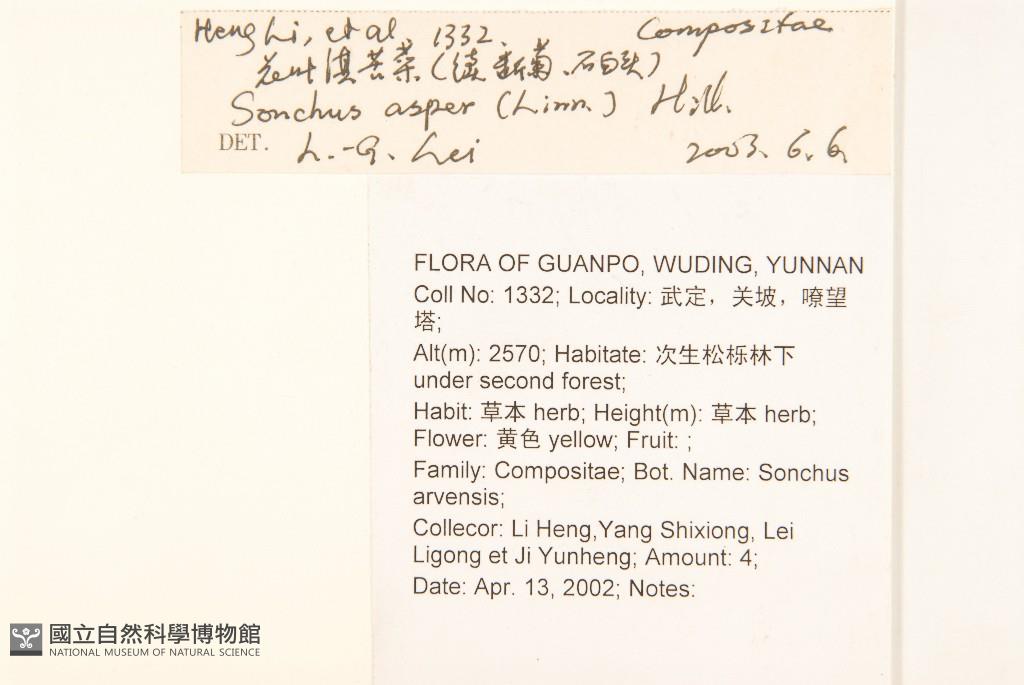 Heng Li, et al. 1332. Compositae
花叶滇苦菜（续断菊、石白头）
Sonchus asper (Linn.) Hill.
DET. L.-G. Lei 2003. 6. 6
FLORA OF GUANPO, WUDING, YUNNAN
Coll No: 1332; Locality: 武定，关坡，嘹望
塔;
Alt(m): 2570; Habitate: 次生松栎林下
under second forest;
Habit: 草本 herb; Height(m): 草本 herb;
Flower: 黄色 yellow; Fruit: ;
Family: Compositae; Bot. Name: Sonchus
arvensis;
Collecor: Li Heng,Yang Shixiong, Lei
Ligong et Ji Yunheng; Amount: 4;
Date: Apr. 13, 2002; Notes:
國立自然科學博物館
NATIONAL MUSEUM OF NATURAL SCIENCE